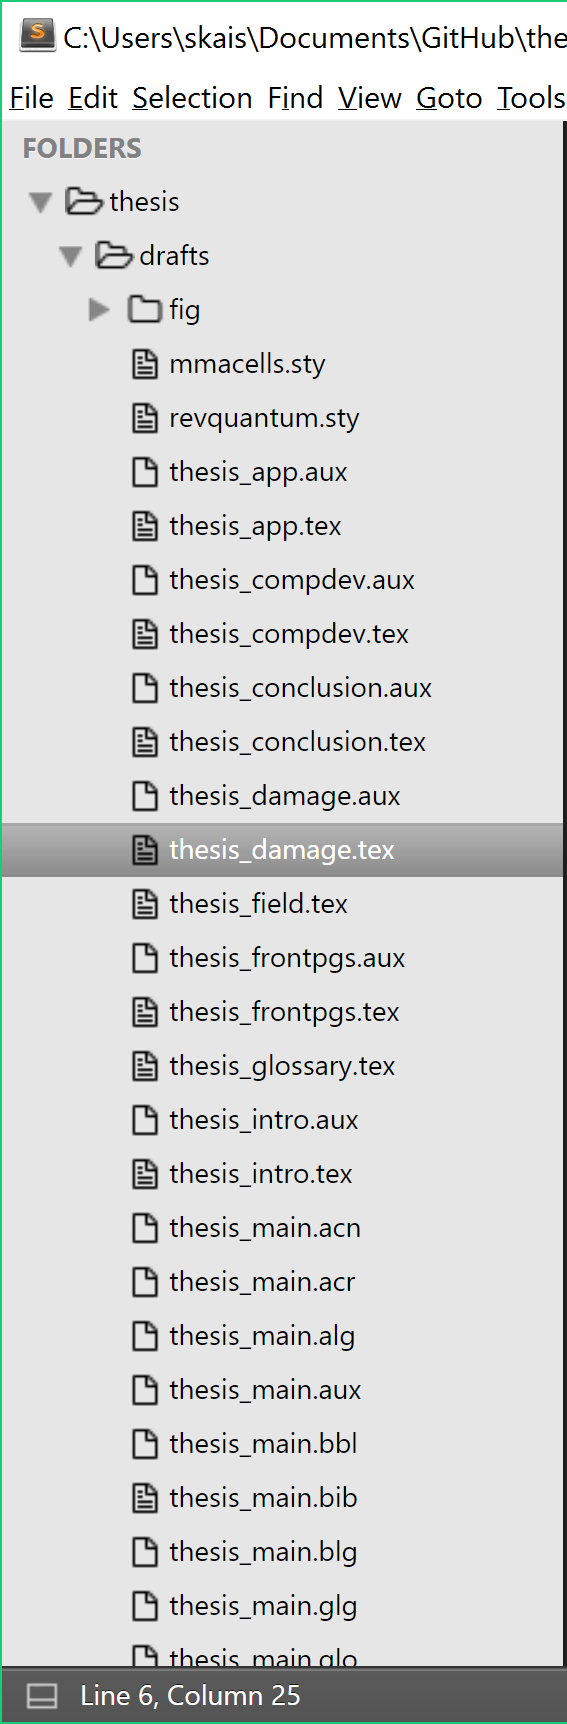 C:\Users\skais\Documents\GitHub\the
File Edit Selection Find View Goto Tools
FOLDERS
thesis
drafts
fig
mmacells.sty
revquantum.sty
thesis_app.aux
thesis_app.tex
thesis_compdev.aux
thesis_compdev.tex
thesis_conclusion.aux
thesis_conclusion.tex
thesis_damage.aux
thesis_damage.tex
thesis_field.tex
thesis_frontpgs.aux
thesis_frontpgs.tex
thesis_glossary.tex
thesis_intro.aux
thesis_intro.tex
thesis_main.acn
thesis_main.acr
thesis_main.alg
thesis_main.aux
thesis_main.bbl
thesis_main.bib
thesis_main.blg
thesis_main.glg
thesis_main.glo
Line 6, Column 25